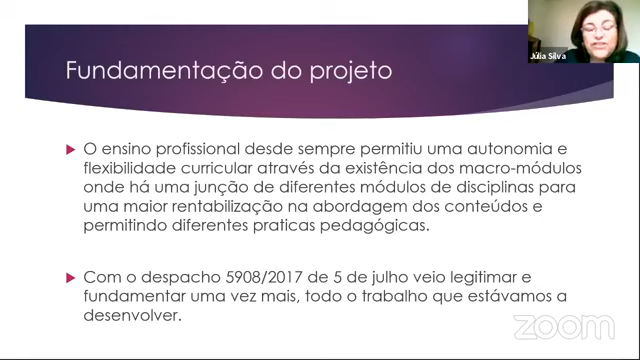 Júlia Silva
Fundamentação do projeto
O ensino profissional desde sempre permitiu uma autonomia e
flexibilidade curricular através da existência dos macro-módulos
onde há uma junção de diferentes módulos de disciplinas para
uma maior rentabilização na abordagem dos conteúdos e
permitindo diferentes praticas pedagógicas.
Com o despacho 5908/2017 de 5 de julho veio legitimar e
fundamentar uma vez mais, todo o trabalho que estávamos a
desenvolver.
zoom